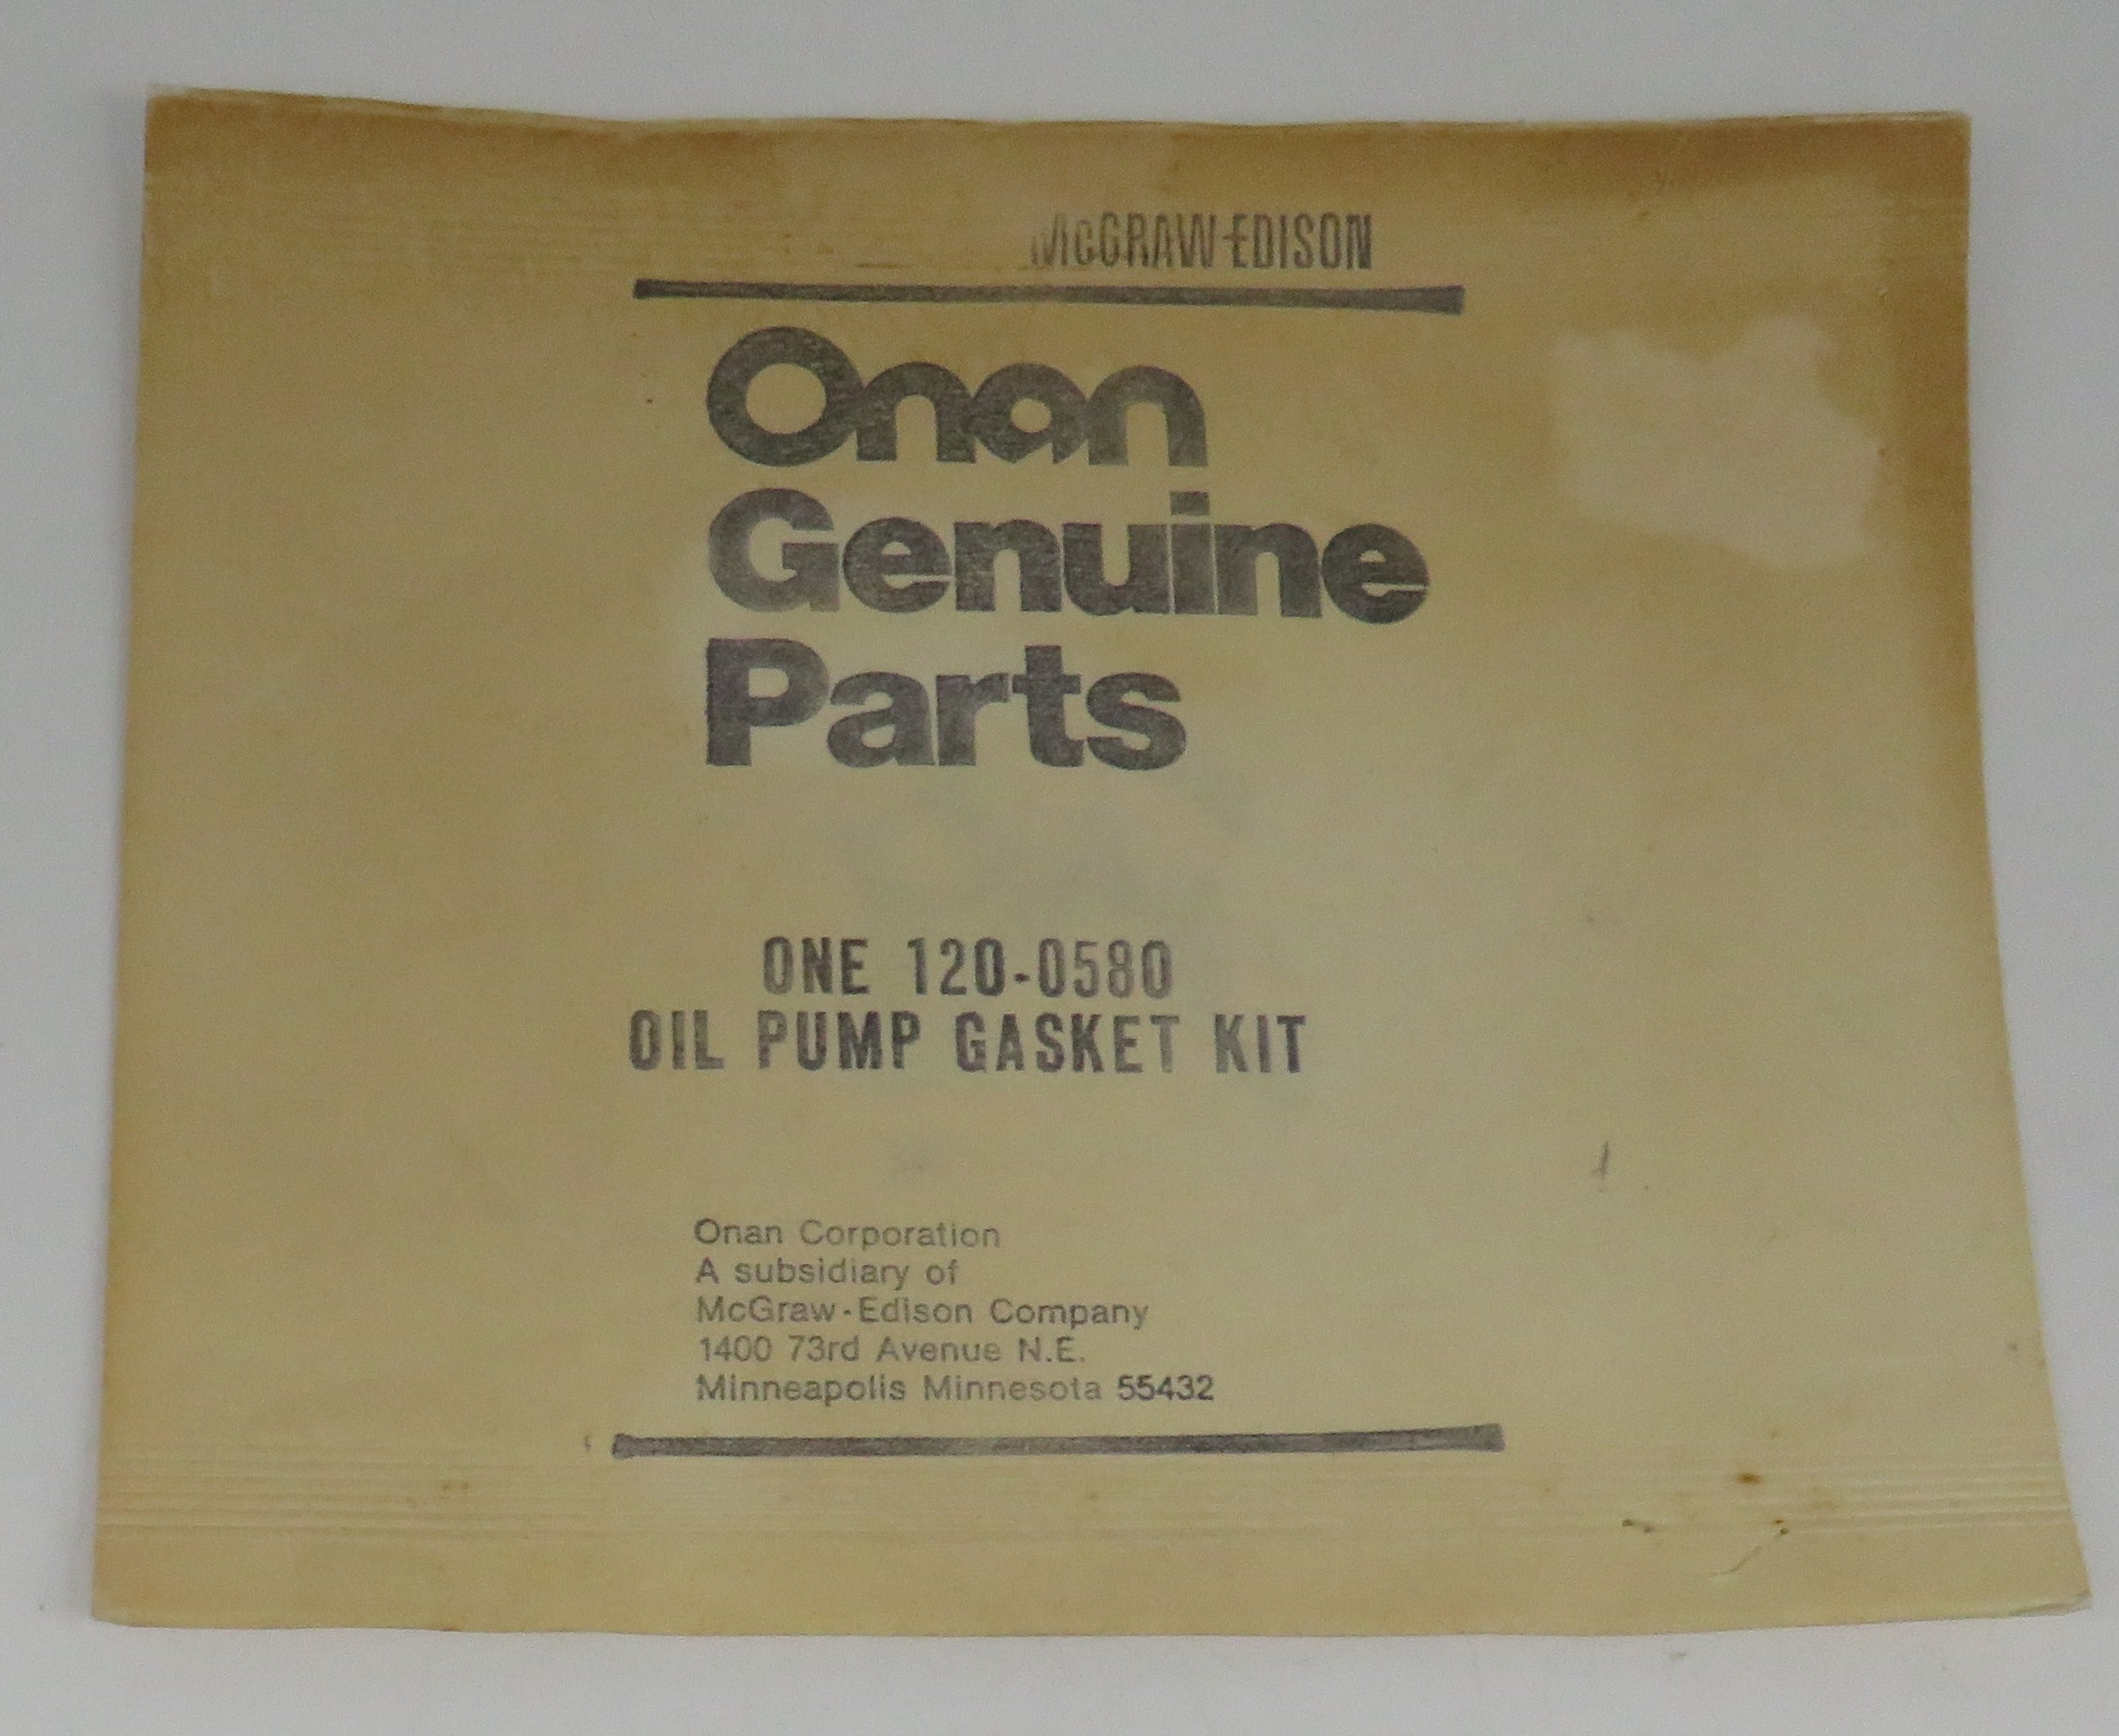 McGRAW-EDISON
Onan
Genuine
Parts
ONE 120-0580
OIL PUMP GASKET KIT
Onan Corporation
A subsidiary of
McGraw-Edison Company
1400 73rd Avenue N.E.
Minneapolis Minnesota 55432